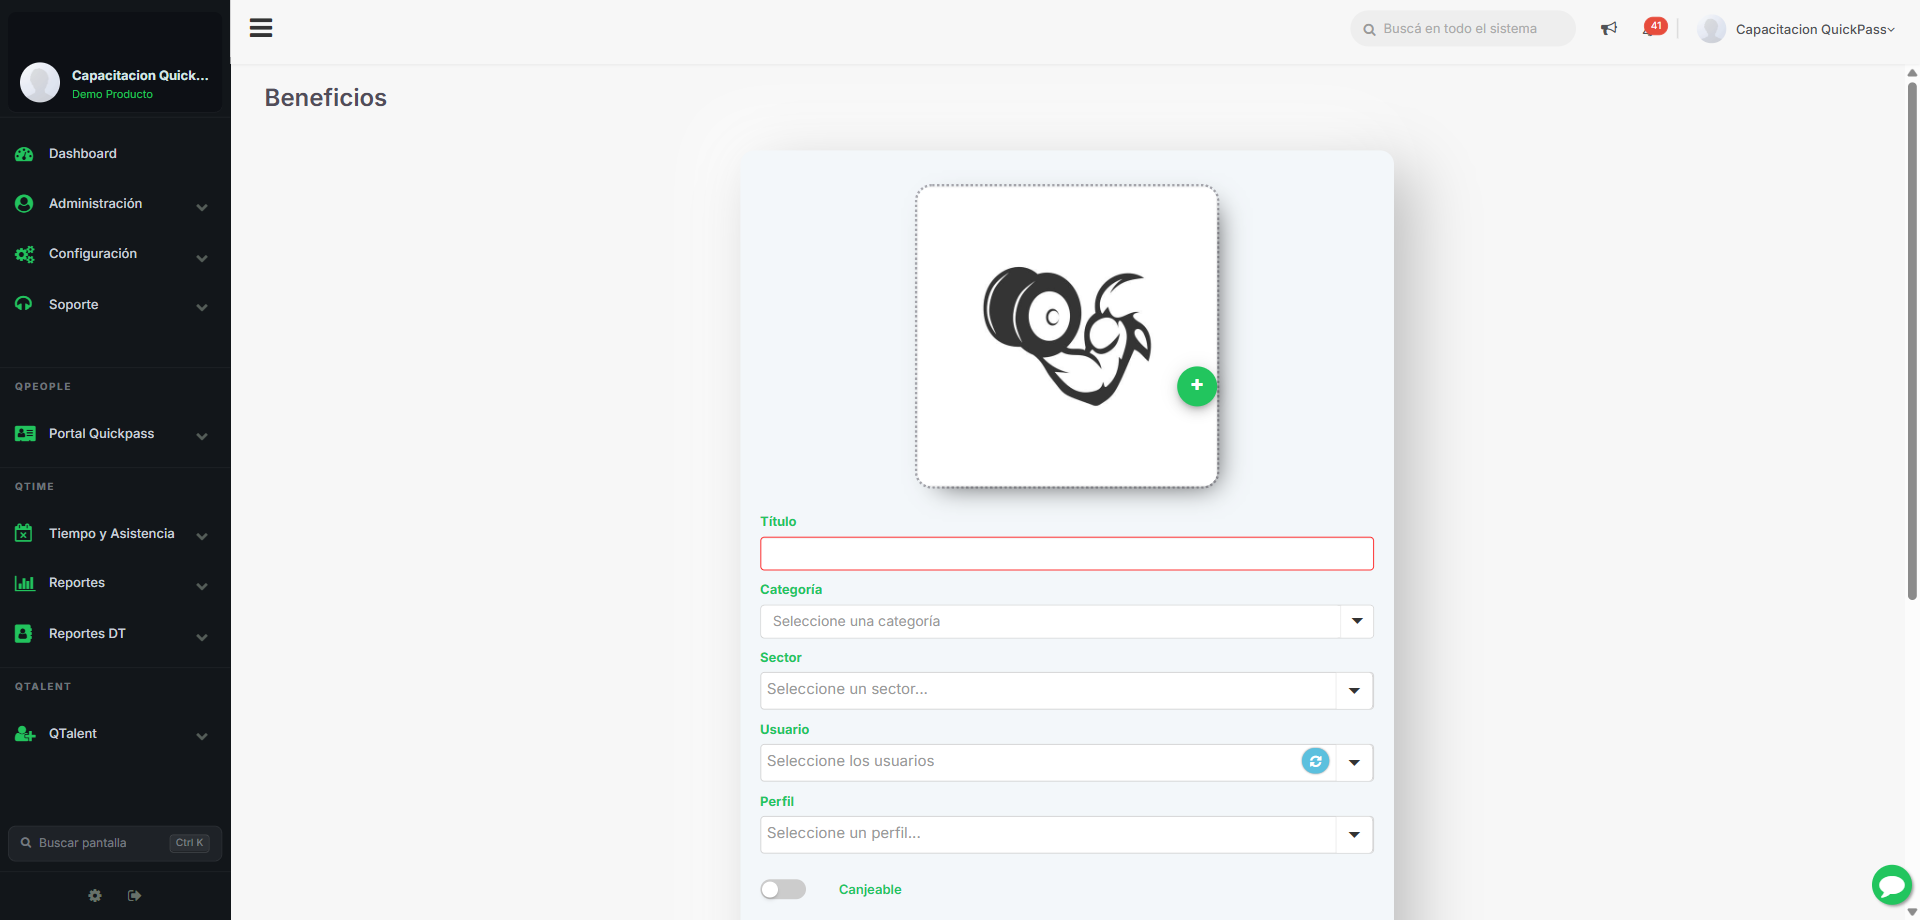 Capacitacion Quick...
Demo Producto
Dashboard
Administración
Configuración
Soporte
QPEOPLE
Portal Quickpass
QTIME
Tiempo y Asistencia
Reportes
Reportes DT
QTALENT
QTalent
Buscar pantalla
Ctrl K
Buscá en todo el sistema
41
Capacitacion QuickPass
Beneficios
Título
Categoría
Seleccione una categoría
Sector
Seleccione un sector...
Usuario
Seleccione los usuarios
Perfil
Seleccione un perfil...
Canjeable